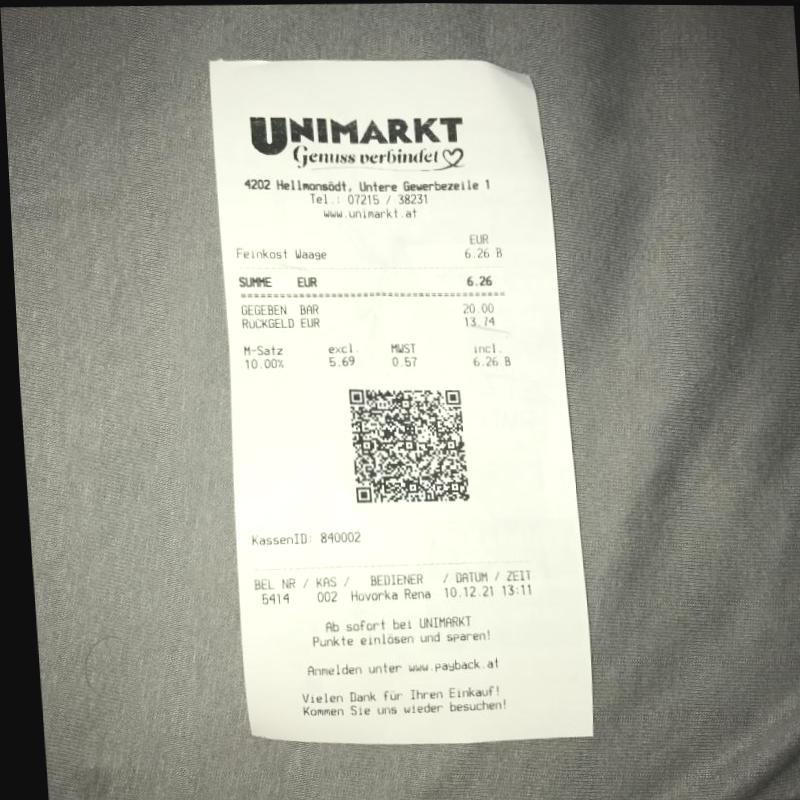 UNIMARKT
Genuss verbindet
4202 Hellmonsödt, Untere Gewerbezeile 1
Tel.: 07215 / 38231
www.unimarkt.at
EUR
Feinkost Waage 6.26 B
SUMME EUR 6.26
GEGEBEN BAR 20.00
RÜCKGELD EUR 13.74
M-Satz excl. MWST incl.
10.00% 5.69 0.57 6.26 B
KassenID: 840002
BEL NR / KAS / BEDIENER / DATUM / ZEIT
5414 002 Hovorka Rena 10.12.21 13:11
Ab sofort bei UNIMARKT
Punkte einlösen und sparen!
Anmelden unter www.payback.at
Vielen Dank für Ihren Einkauf!
Kommen Sie uns wieder besuchen!